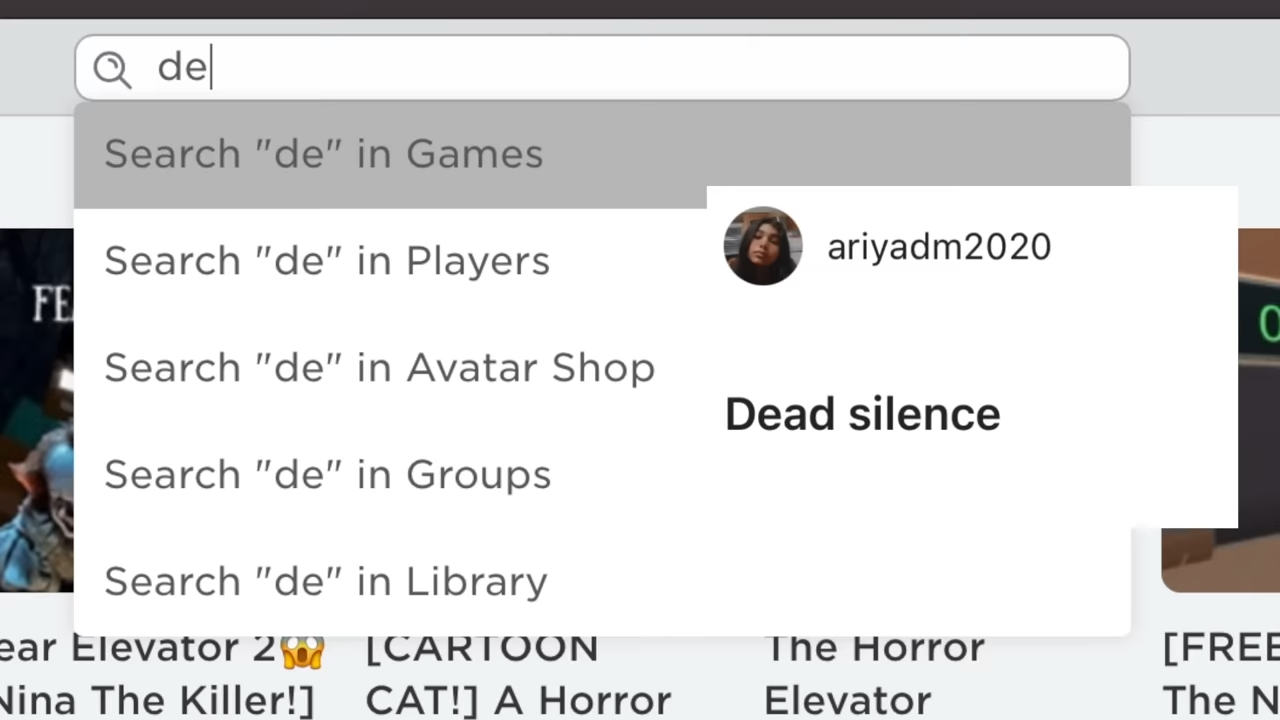 de
Search "de" in Games
Search "de" in Players
Search "de" in Avatar Shop
Search "de" in Groups
Search "de" in Library
ariyadm2020
Dead silence
FEA
0
ear Elevator 2😱
Nina The Killer!]
[CARTOON
CAT!] A Horror
The Horror
Elevator
[FREE
The N